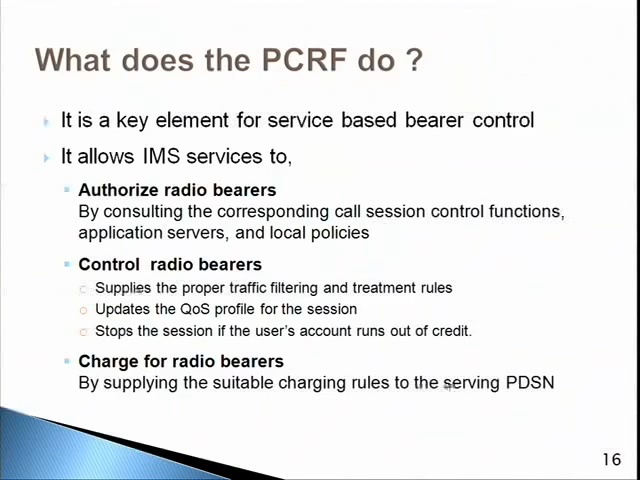 What does the PCRF do ?
It is a key element for service based bearer control
It allows IMS services to,
Authorize radio bearers
By consulting the corresponding call session control functions,
application servers, and local policies
Control radio bearers
Supplies the proper traffic filtering and treatment rules
Updates the QoS profile for the session
Stops the session if the user's account runs out of credit.
Charge for radio bearers
By supplying the suitable charging rules to the serving PDSN
16